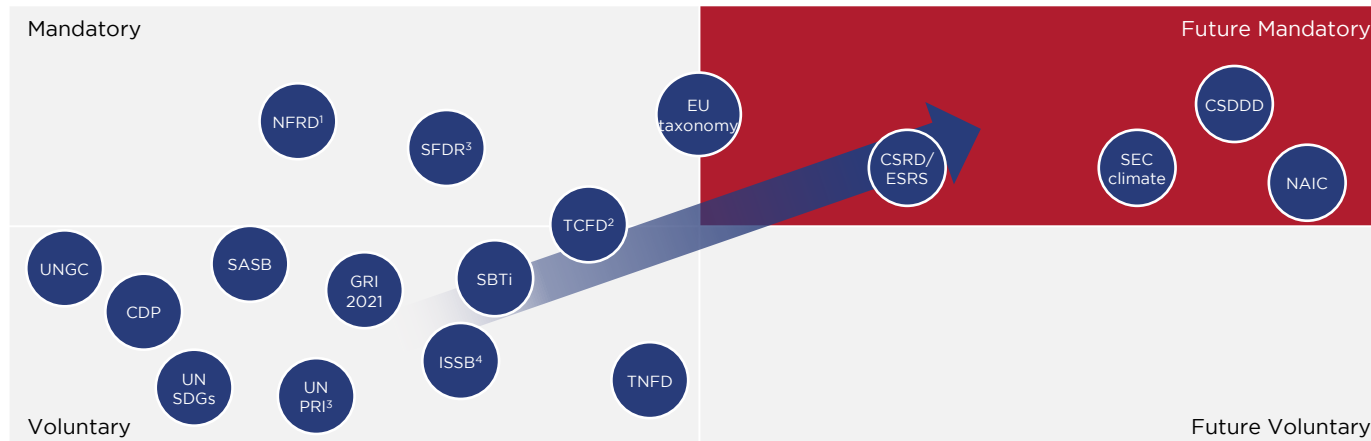 Mandatory
Future Mandatory
NFRD¹
SFDR³
EU
taxonomy
CSRD/
ESRS
SEC
climate
CSDDD
NAIC
TCFD²
UNGC
CDP
SASB
GRI
2021
SBTi
UN
SDGs
UN
PRI³
ISSB⁴
TNFD
Voluntary
Future Voluntary